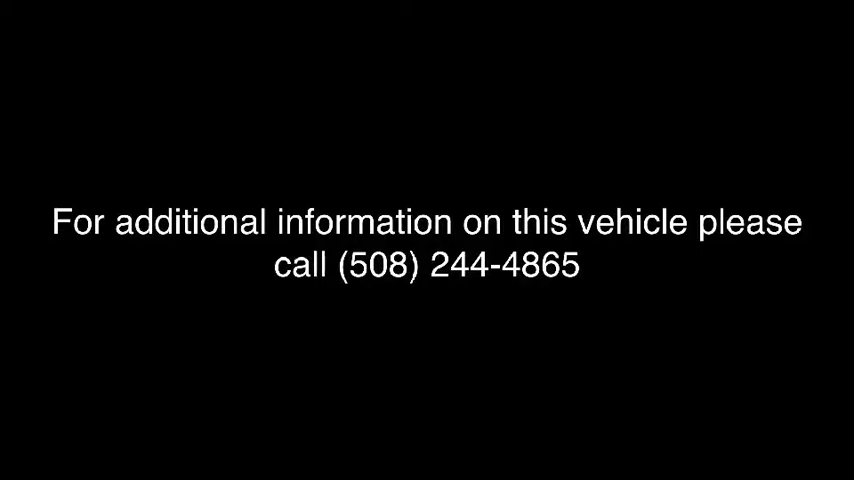 For additional information on this vehicle please
call (508) 244-4865